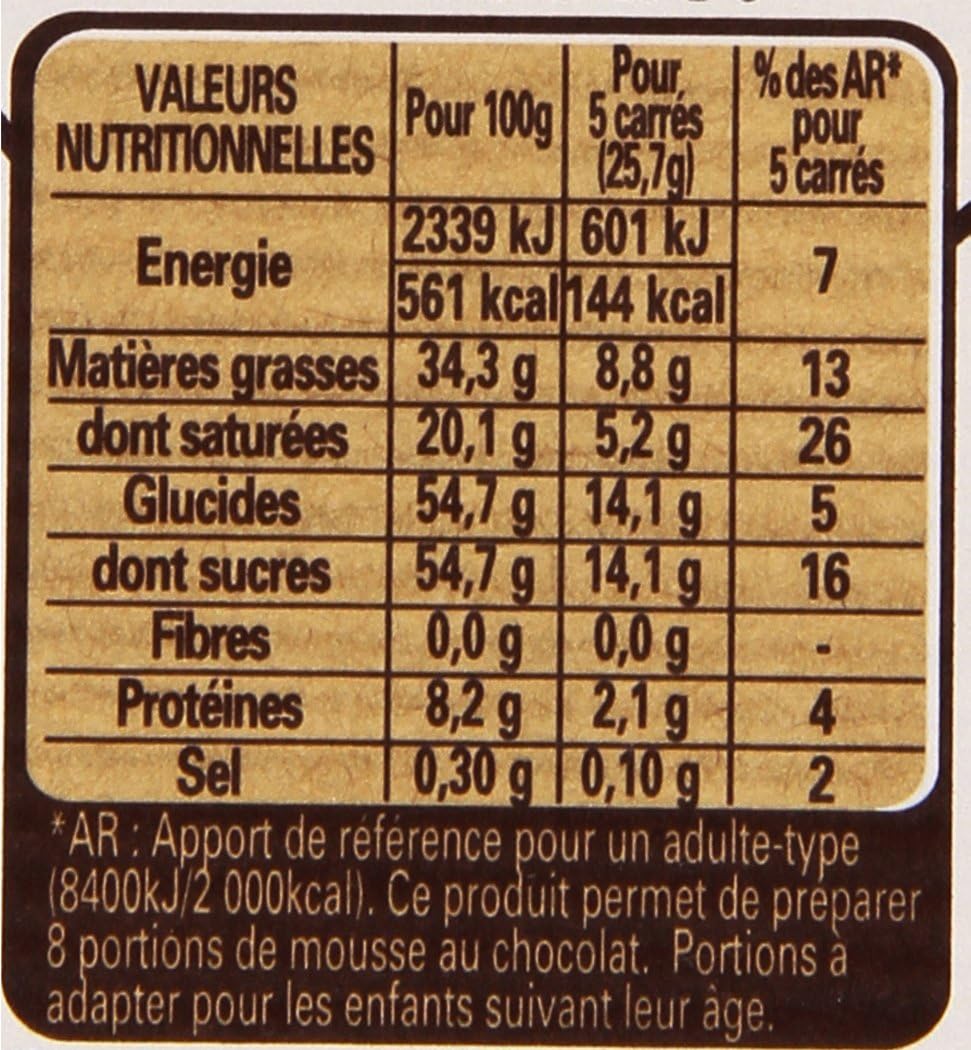 VALEURS NUTRITIONNELLES Pour 100g Pour 5 carrés (25,7g) % des AR* pour 5 carrés
Energie 2339 kJ 601 kJ 7
561 kcal 144 kcal
Matières grasses 34,3 g 8,8 g 13
dont saturées 20,1 g 5,2 g 26
Glucides 54,7 g 14,1 g 5
dont sucres 54,7 g 14,1 g 16
Fibres 0,0 g 0,0 g -
Protéines 8,2 g 2,1 g 4
Sel 0,30 g 0,10 g 2
*AR : Apport de référence pour un adulte-type
(8400kJ/2 000kcal). Ce produit permet de préparer
8 portions de mousse au chocolat. Portions à
adapter pour les enfants suivant leur âge.